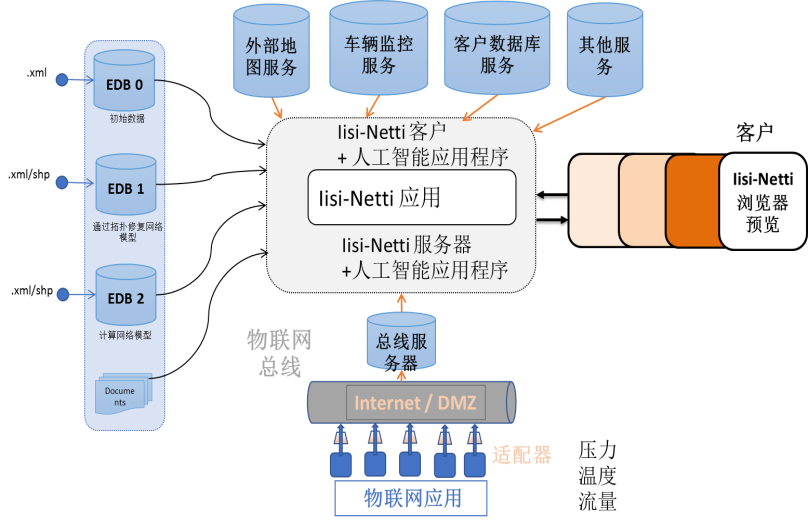 外部地
图服务
车辆监控
服务
客户数据库
服务
其他服
务
.xml
EDB 0
初始数据
.xml/shp
EDB 1
通过拓扑修复网络
模型
.xml/shp
EDB 2
计算网络模型
Docume
nts
Iisi-Netti 客户
+ 人工智能应用程序
Iisi-Netti 应用
Iisi-Netti 服务器
+人工智能应用程序
客户
Iisi-Netti
浏览器
预览
物联网
总线
总线服
务器
Internet / DMZ
适配器
物联网应用
压力
温度
流量